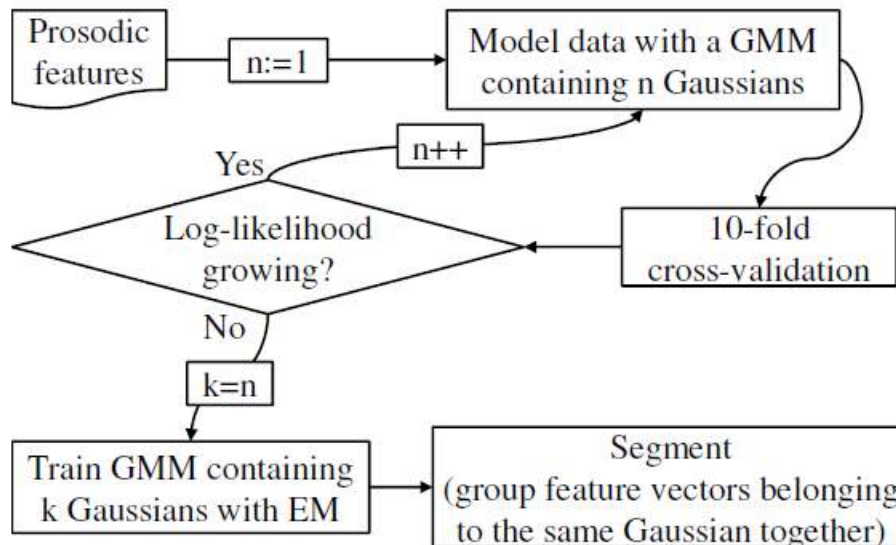 Prosodic
features
n:=1
Model data with a GMM
containing n Gaussians
n++
Yes
Log-likelihood
growing?
10-fold
cross-validation
No
k=n
Train GMM containing
k Gaussians with EM
Segment
(group feature vectors belonging
to the same Gaussian together)